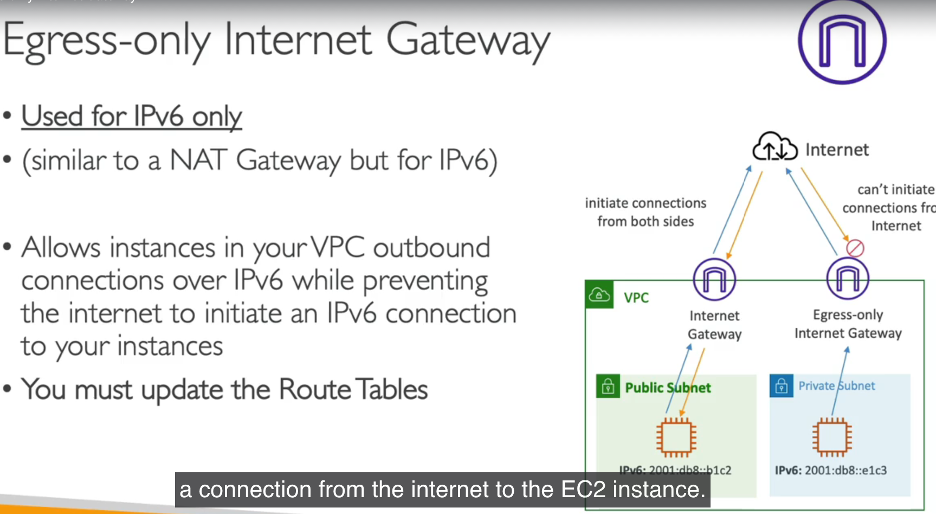 Egress-only Internet Gateway
• Used for IPv6 only
• (similar to a NAT Gateway but for IPv6)
• Allows instances in your VPC outbound
connections over IPv6 while preventing
the internet to initiate an IPv6 connection
to your instances
• You must update the Route Tables
Internet
initiate connections
from both sides
can't initiate
connections fro
Internet
VPC
Internet
Gateway
Egress-only
Internet Gateway
Public Subnet
Private Subnet
IPv6: 2001:db8::b1c2
IPv6: 2001:db8::e1c3
a connection from the internet to the EC2 instance.